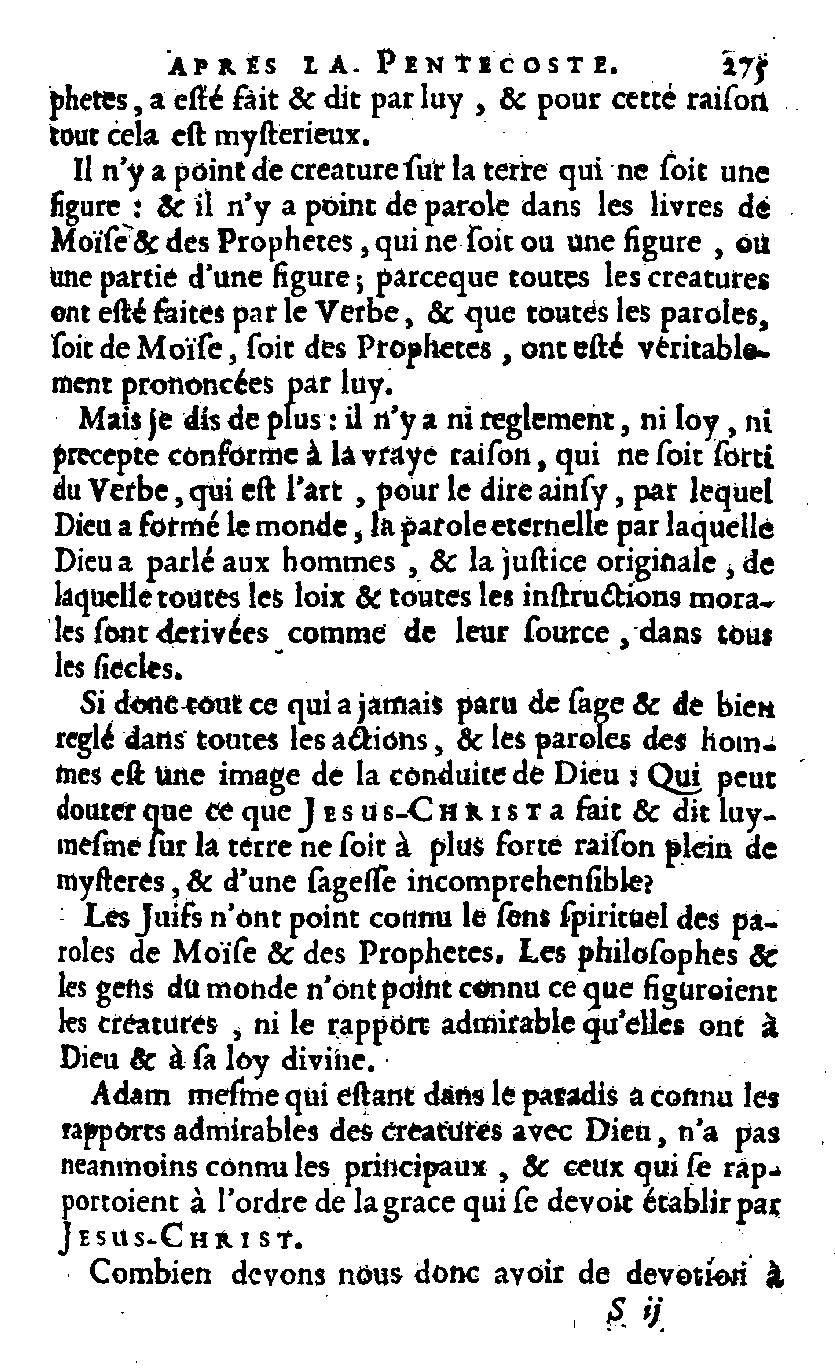 APRES LA PENTECOSTE. 275
phetes, a eſté fait & dit par luy, & pour cette raiſon
tout cela eſt myſterieux.
Il n'y a point de creature ſur la terre qui ne ſoit une
figure : & il n'y a point de parole dans les livres de
Moïſe & des Prophetes, qui ne ſoit ou une figure, ou
une partie d'une figure; parceque toutes les creatures
ont eſté faites par le Verbe, & que toutes les paroles,
ſoit de Moïſe, ſoit des Prophetes, ont eſté véritable-
ment prononcées par luy.
Mais je dis de plus : il n'y a ni reglement, ni loy, ni
precepte conforme à la vraye raiſon, qui ne ſoit ſorti
du Verbe, qui eſt l'art, pour le dire ainſy, par lequel
Dieu a formé le monde, la parole eternelle par laquelle
Dieu a parlé aux hommes, & la juſtice originale, de
laquelle toutes les loix & toutes les inſtructions mora-
les ſont derivées comme de leur ſource, dans tous
les ſiecles.
Si donc tout ce qui a jamais paru de ſage & de bien
reglé dans toutes les actions, & les paroles des hom-
mes eſt une image de la conduite de Dieu : Qui peut
douter que ce que JESUS-CHRIST a fait & dit luy-
meſme ſur la terre ne ſoit à plus forte raiſon plein de
myſteres, & d'une ſageſſe incomprehenſible?
Les Juifs n'ont point connu le ſens ſpirituel des pa-
roles de Moïſe & des Prophetes. Les philoſophes &
les gens du monde n'ont point connu ce que figuroient
les creatures, ni le rapport admirable qu'elles ont à
Dieu & à ſa loy divine.
Adam meſme qui eſtant dans le paradis a connu les
rapports admirables des creatures avec Dieu, n'a pas
neanmoins connu les principaux, & ceux qui ſe rap-
portoient à l'ordre de la grace qui ſe devoit établir par
JESUS-CHRIST.
Combien devons nous donc avoir de devotion à
S ij